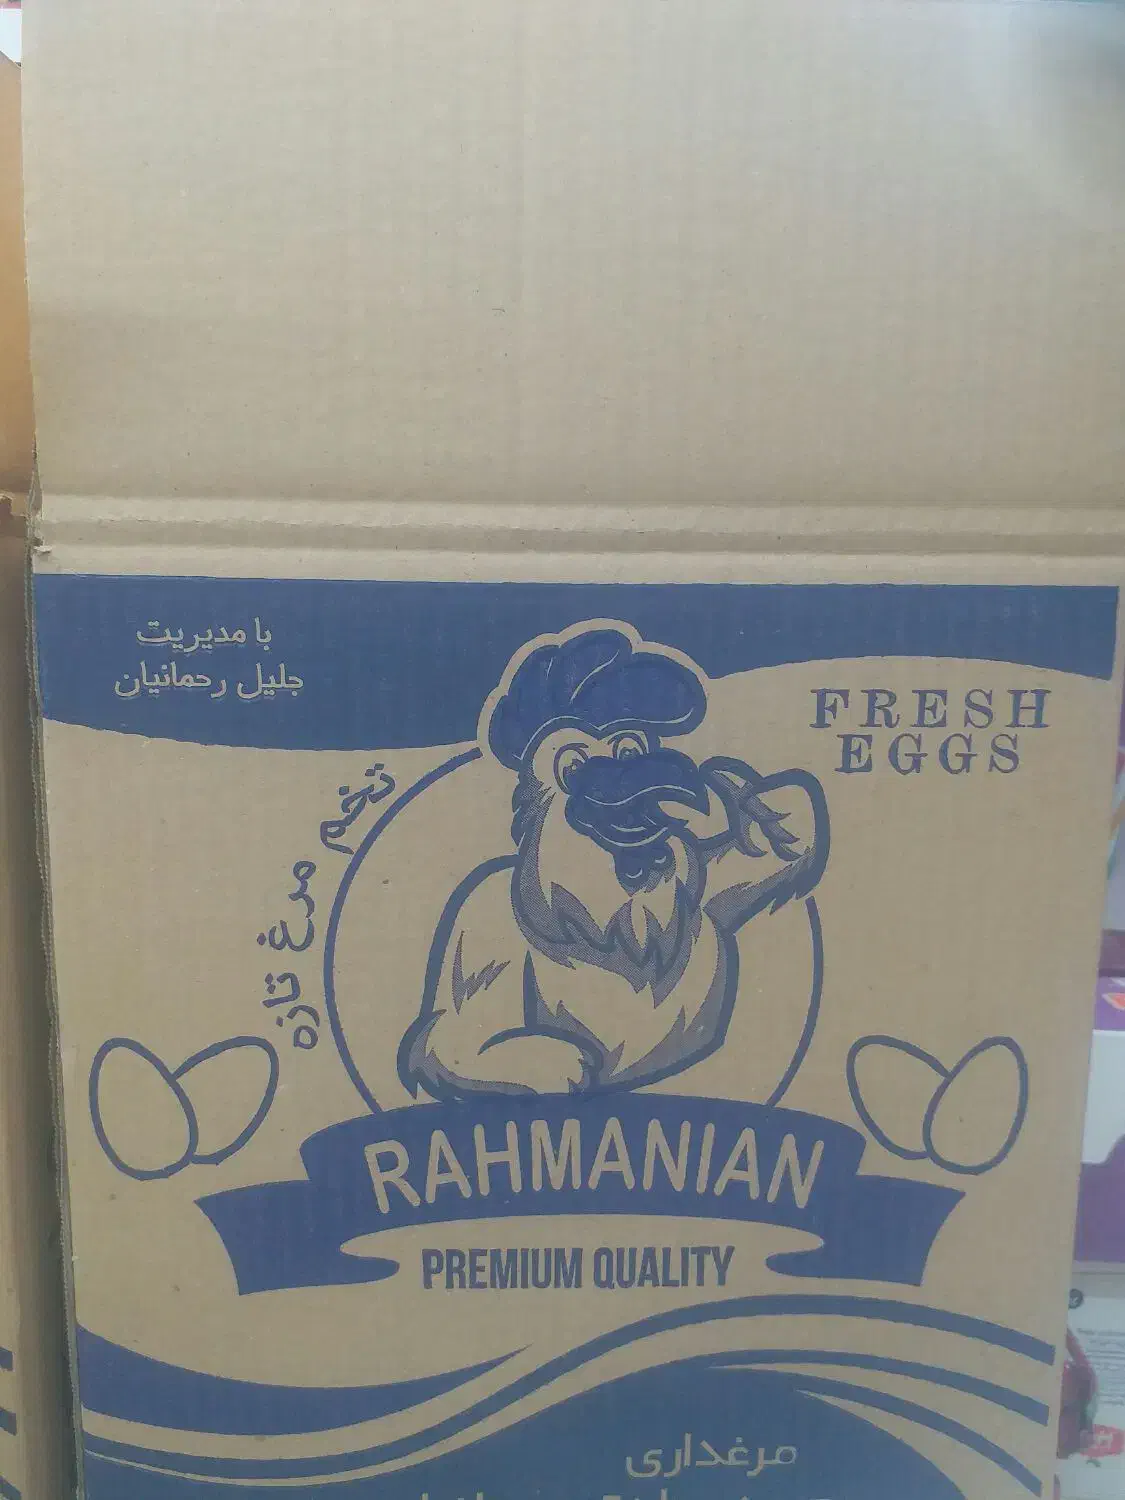 با مدیریت
جلیل رحمانیان
FRESH
EGGS
تخم مرغ تازه
RAHMANIAN
PREMIUM QUALITY
مرغداری